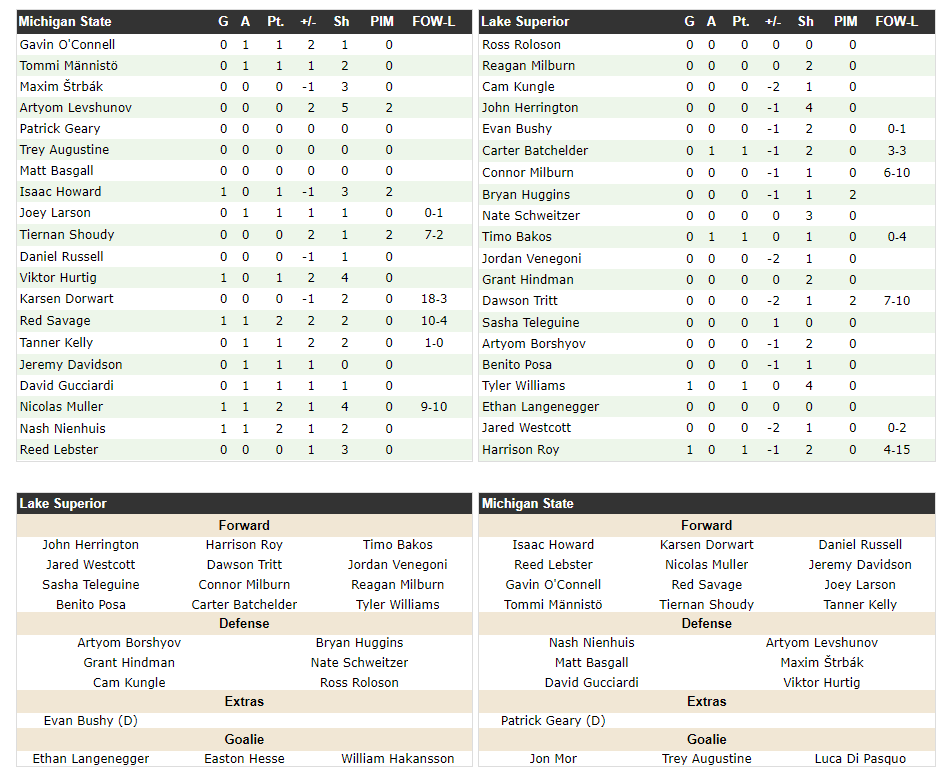 Michigan State G A Pt. +/- Sh PIM FOW-L
Gavin O'Connell 0 1 1 2 1 0
Tommi Männistö 0 1 1 1 2 0
Maxim Štrbák 0 0 0 -1 3 0
Artyom Levshunov 0 0 0 2 5 2
Patrick Geary 0 0 0 0 0 0
Trey Augustine 0 0 0 0 0 0
Matt Basgall 0 0 0 0 0 0
Isaac Howard 1 0 1 -1 3 2
Joey Larson 0 1 1 1 1 0 0-1
Tiernan Shoudy 0 0 0 2 1 2 7-2
Daniel Russell 0 0 0 -1 1 0
Viktor Hurtig 1 0 1 2 4 0
Karsen Dorwart 0 0 0 -1 2 0 18-3
Red Savage 1 1 2 2 2 0 10-4
Tanner Kelly 0 1 1 2 2 0 1-0
Jeremy Davidson 0 1 1 1 0 0
David Gucciardi 0 1 1 1 1 0
Nicolas Muller 1 1 2 1 4 0 9-10
Nash Nienhuis 1 1 2 1 2 0
Reed Lebster 0 0 0 1 3 0
Lake Superior G A Pt. +/- Sh PIM FOW-L
Ross Roloson 0 0 0 0 0 0
Reagan Milburn 0 0 0 0 2 0
Cam Kungle 0 0 0 -2 1 0
John Herrington 0 0 0 -1 4 0
Evan Bushy 0 0 0 -1 2 0 0-1
Carter Batchelder 0 1 1 -1 2 0 3-3
Connor Milburn 0 0 0 -1 1 0 6-10
Bryan Huggins 0 0 0 -1 1 2
Nate Schweitzer 0 0 0 0 3 0
Timo Bakos 0 1 1 0 1 0 0-4
Jordan Venegoni 0 0 0 -2 1 0
Grant Hindman 0 0 0 0 2 0
Dawson Tritt 0 0 0 -2 1 2 7-10
Sasha Teleguine 0 0 0 1 0 0
Artyom Borshyov 0 0 0 -1 2 0
Benito Posa 0 0 0 -1 1 0
Tyler Williams 1 0 1 0 4 0
Ethan Langenegger 0 0 0 0 0 0
Jared Westcott 0 0 0 -2 1 0 0-2
Harrison Roy 1 0 1 -1 2 0 4-15
Lake Superior
Forward
John Herrington Harrison Roy Timo Bakos
Jared Westcott Dawson Tritt Jordan Venegoni
Sasha Teleguine Connor Milburn Reagan Milburn
Benito Posa Carter Batchelder Tyler Williams
Defense
Artyom Borshyov Bryan Huggins
Grant Hindman Nate Schweitzer
Cam Kungle Ross Roloson
Extras
Evan Bushy (D)
Goalie
Ethan Langenegger Easton Hesse William Hakansson
Michigan State
Forward
Isaac Howard Karsen Dorwart Daniel Russell
Reed Lebster Nicolas Muller Jeremy Davidson
Gavin O'Connell Red Savage Joey Larson
Tommi Männistö Tiernan Shoudy Tanner Kelly
Defense
Nash Nienhuis Artyom Levshunov
Matt Basgall Maxim Štrbák
David Gucciardi Viktor Hurtig
Extras
Patrick Geary (D)
Goalie
Jon Mor Trey Augustine Luca Di Pasquo